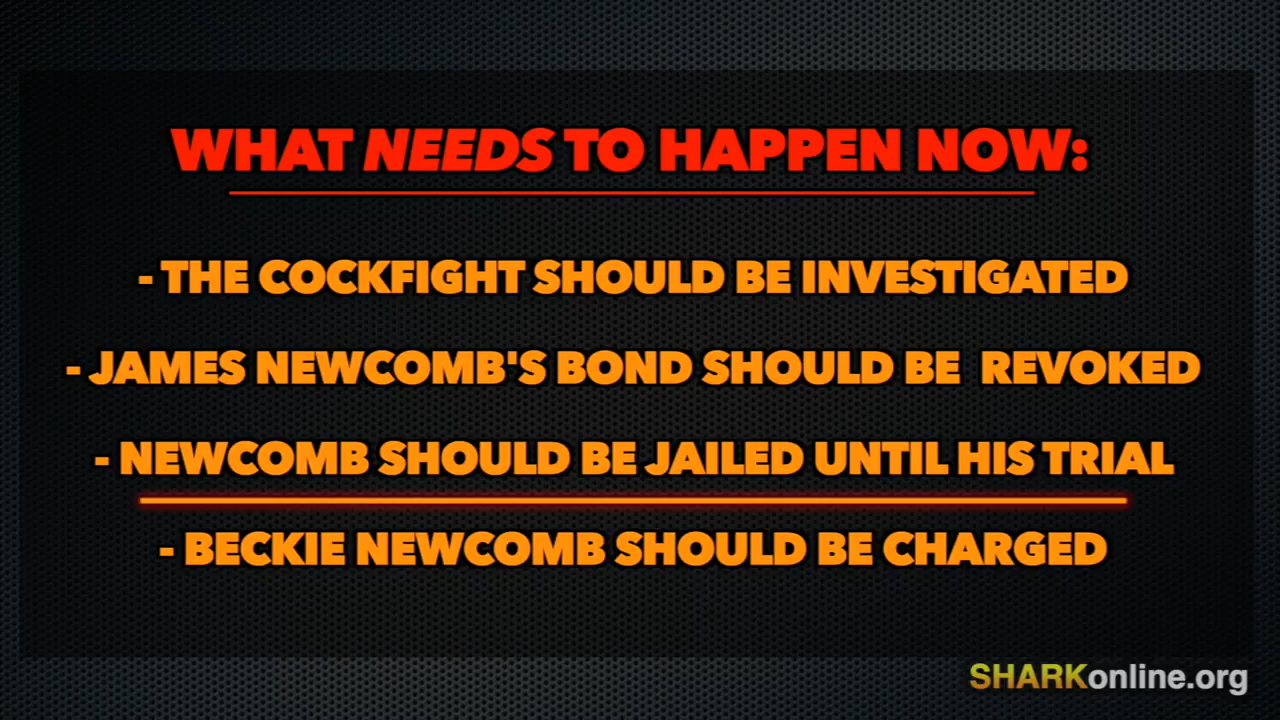 WHAT NEEDS TO HAPPEN NOW:
- THE COCKFIGHT SHOULD BE INVESTIGATED
- JAMES NEWCOMB'S BOND SHOULD BE REVOKED
- NEWCOMB SHOULD BE JAILED UNTIL HIS TRIAL
- BECKIE NEWCOMB SHOULD BE CHARGED
SHARKonline.org